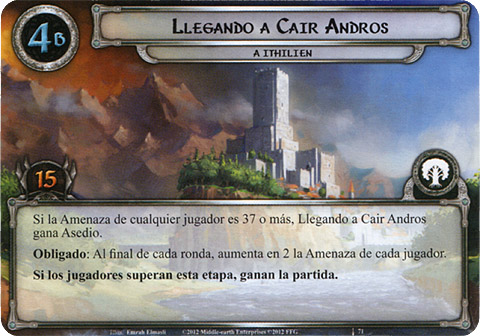 4B
LLEGANDO A CAIR ANDROS
A ITHILIEN
15
Si la Amenaza de cualquier jugador es 37 o más, Llegando a Cair Andros
gana Asedio.
Obligado: Al final de cada ronda, aumenta en 2 la Amenaza de cada jugador.
Si los jugadores superan esta etapa, ganan la partida.
Ilus. Emrah Elmasli ©2012 Middle-earth Enterprises ©2012 FFG 71